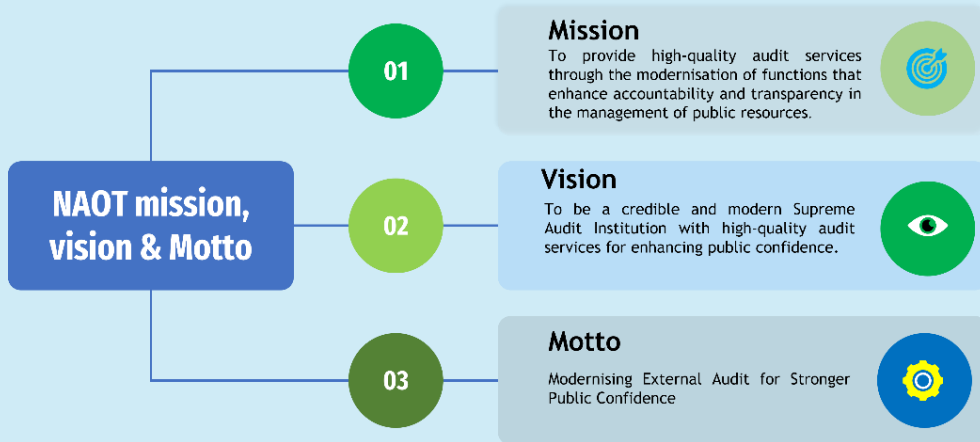 NAOT mission,
vision & Motto
01
Mission
To provide high-quality audit services
through the modernisation of functions that
enhance accountability and transparency in
the management of public resources.
02
Vision
To be a credible and modern Supreme
Audit Institution with high-quality audit
services for enhancing public confidence.
03
Motto
Modernising External Audit for Stronger
Public Confidence